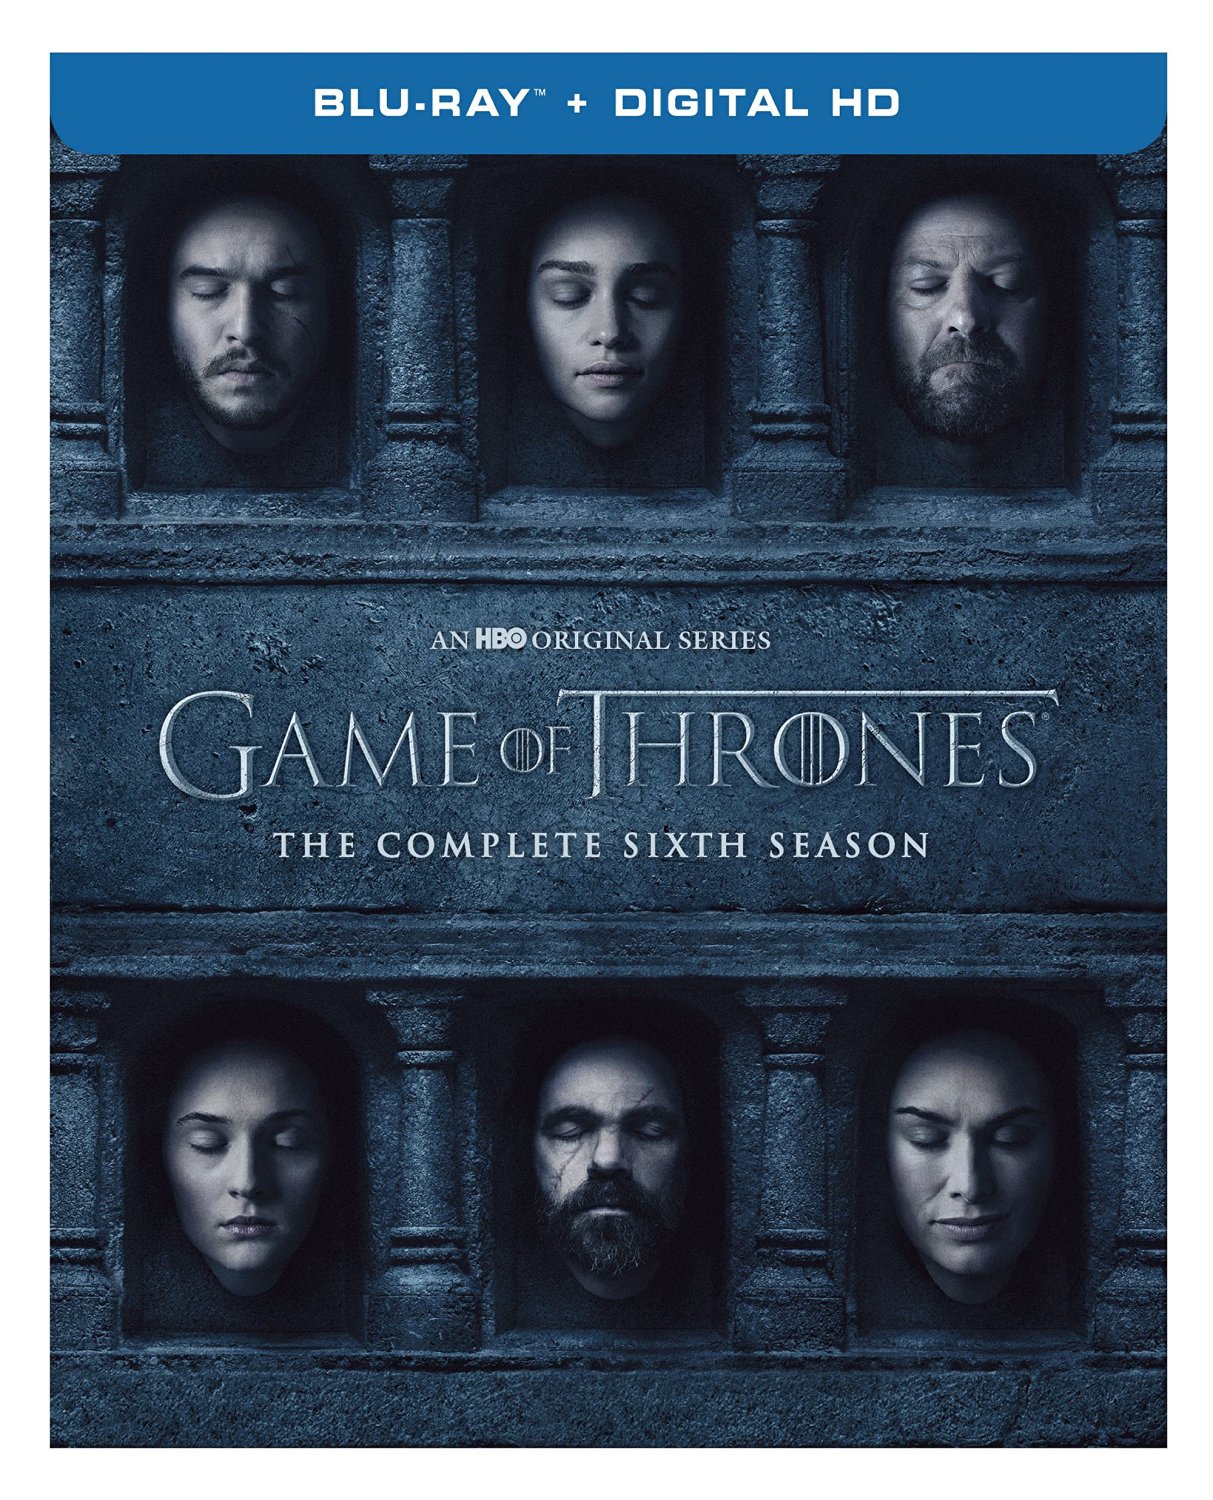 BLU-RAY™ + DIGITAL HD
AN HBO ORIGINAL SERIES
GAME OF THRONES®
THE COMPLETE SIXTH SEASON